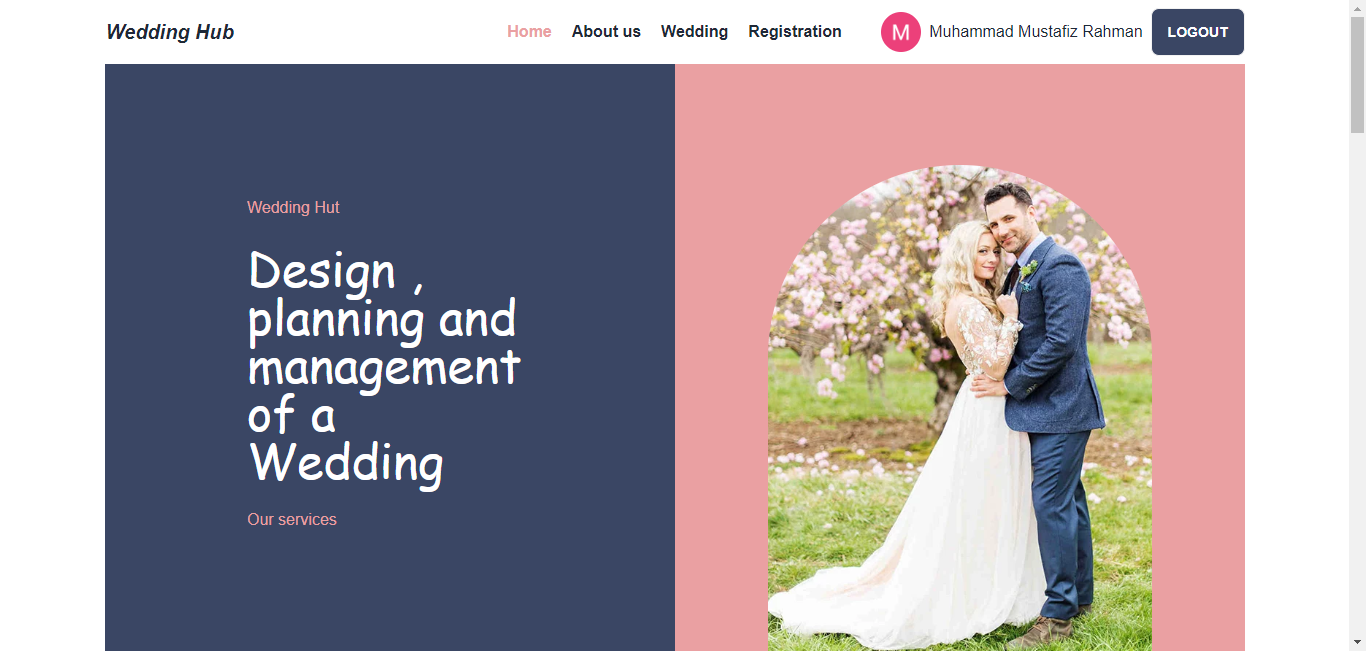 Wedding Hub
Home About us Wedding Registration M Muhammad Mustafiz Rahman LOGOUT
Wedding Hut
Design ,
planning and
management
of a
Wedding
Our services